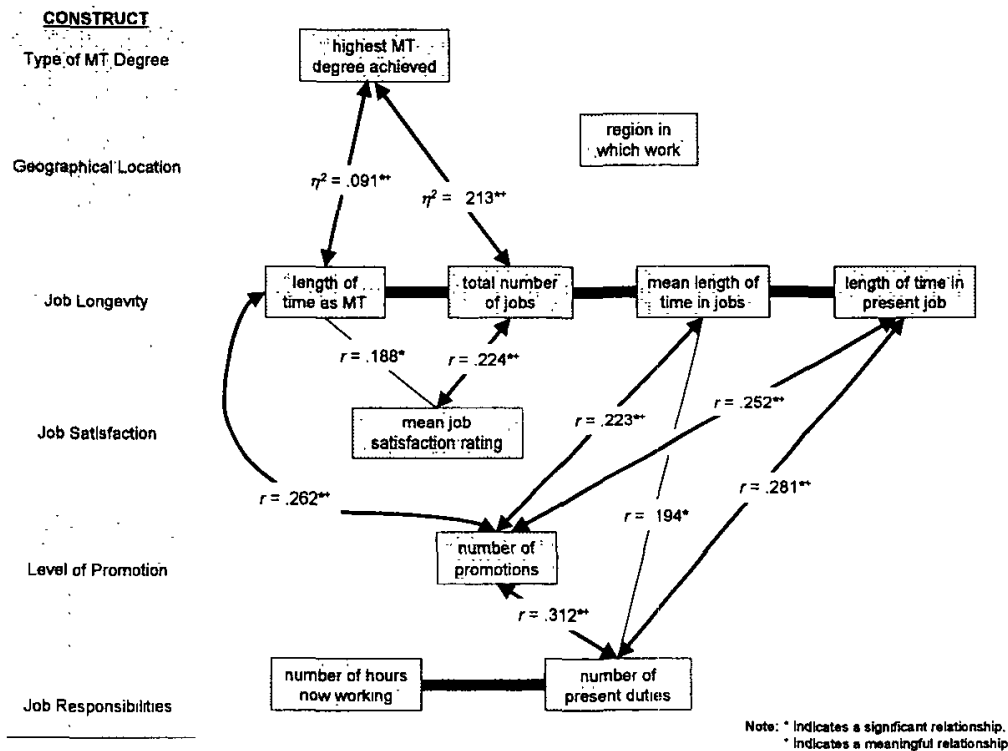 CONSTRUCT
Type of MT Degree
highest MT
degree achieved
region in
which work
Geographical Location
η² = .091*⁺
η² = 213*⁺
Job Longevity
length of
time as MT
total number
of jobs
mean length of
time in jobs
length of time in
present job
r = .188*
r = .224*⁺
Job Satisfaction
mean job
satisfaction rating
r = .223*⁺
r = .252*⁺
r = .262*⁺
r = .281*⁺
r = 194*
Level of Promotion
number of
promotions
r = .312*⁺
Job Responsibilities
number of hours
now working
number of
present duties
Note: * Indicates a significant relationship.
⁺ Indicates a meaningful relationship